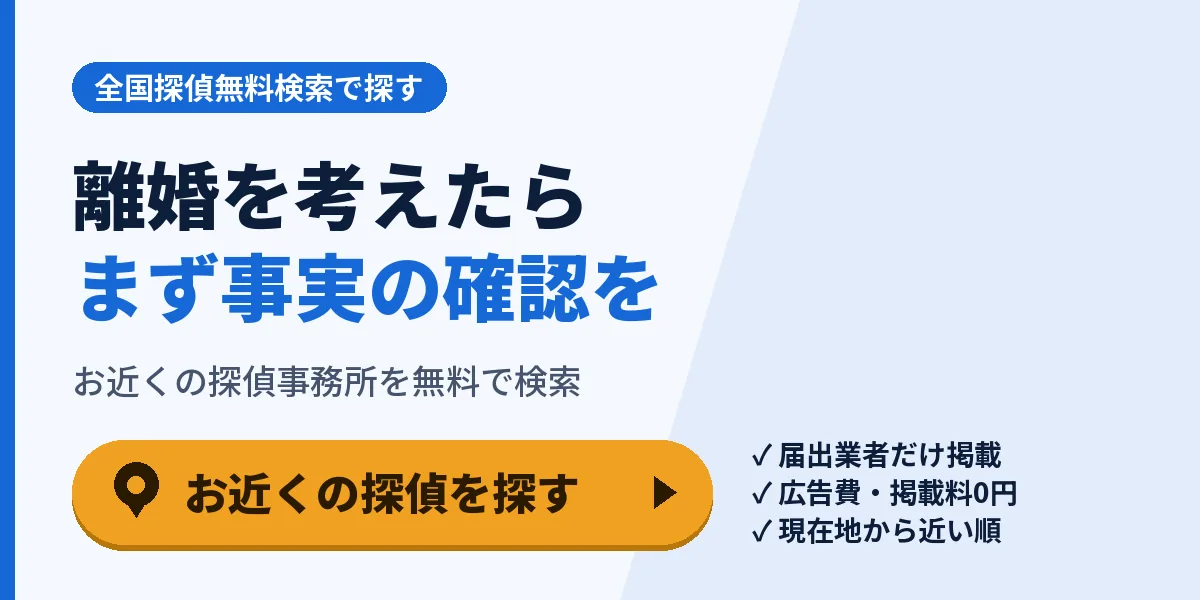 全国探偵無料検索で探す
離婚を考えたら
まず事実の確認を
お近くの探偵事務所を無料で検索
お近くの探偵を探す
✓届出業者だけ掲載
✓広告費・掲載料0円
✓現在地から近い順